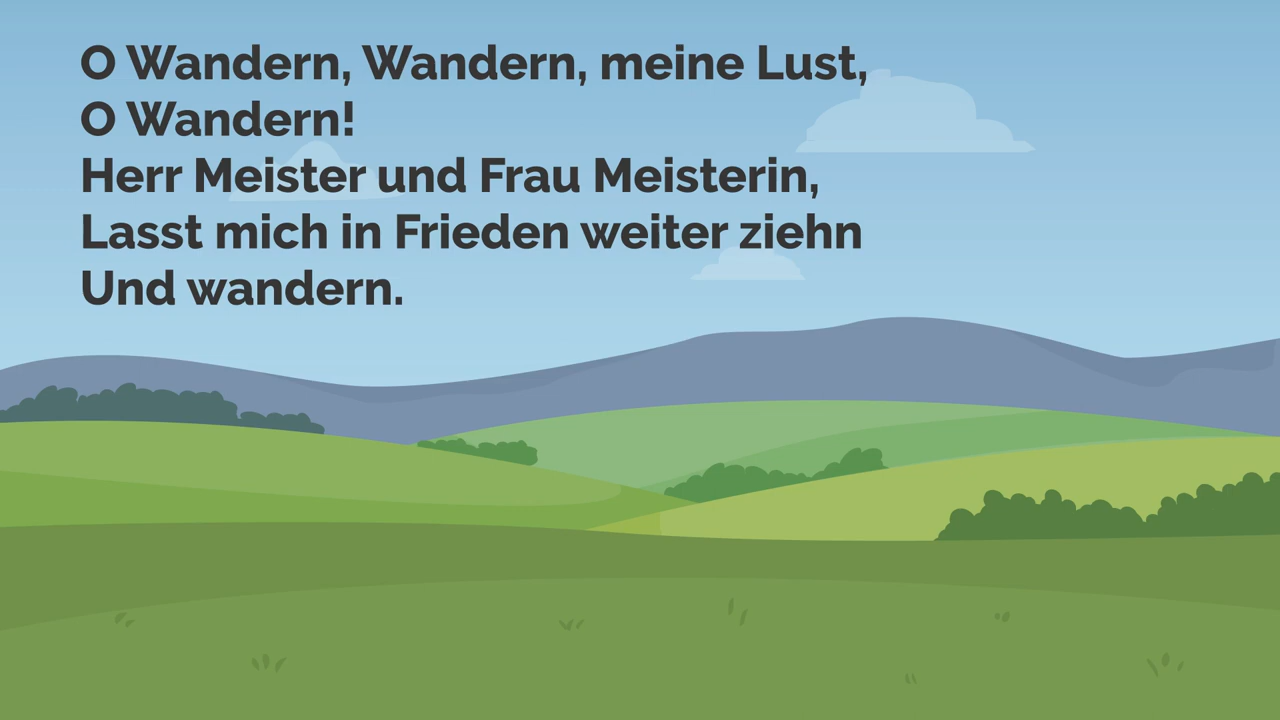 O Wandern, Wandern, meine Lust,
O Wandern!
Herr Meister und Frau Meisterin,
Lasst mich in Frieden weiter ziehn
Und wandern.